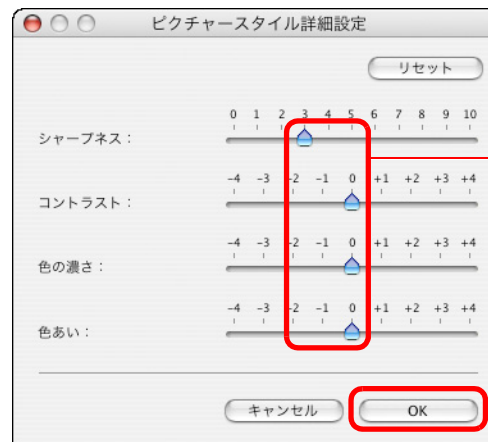 ピクチャースタイル詳細設定
リセット
0 1 2 3 4 5 6 7 8 9 10
シャープネス：
-4 -3 -2 -1 0 +1 +2 +3 +4
コントラスト：
-4 -3 -2 -1 0 +1 +2 +3 +4
色の濃さ：
-4 -3 -2 -1 0 +1 +2 +3 +4
色あい：
キャンセル OK